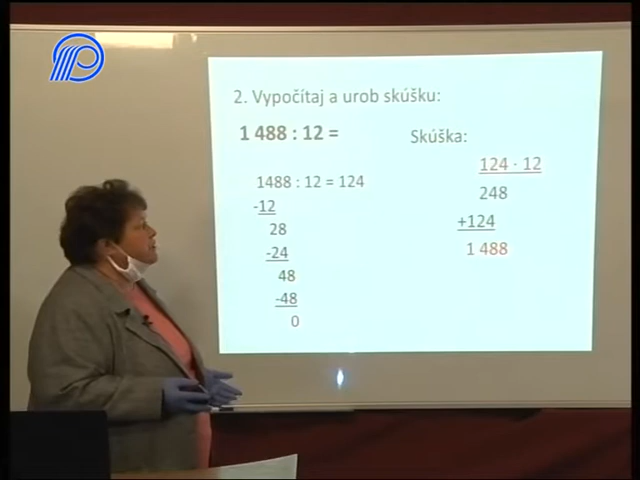 2. Vypočítaj a urob skúšku:
1 488 : 12 =
Skúška:
1488 : 12 = 124
-12
28
-24
48
-48
0
124 · 12
248
+124
1 488